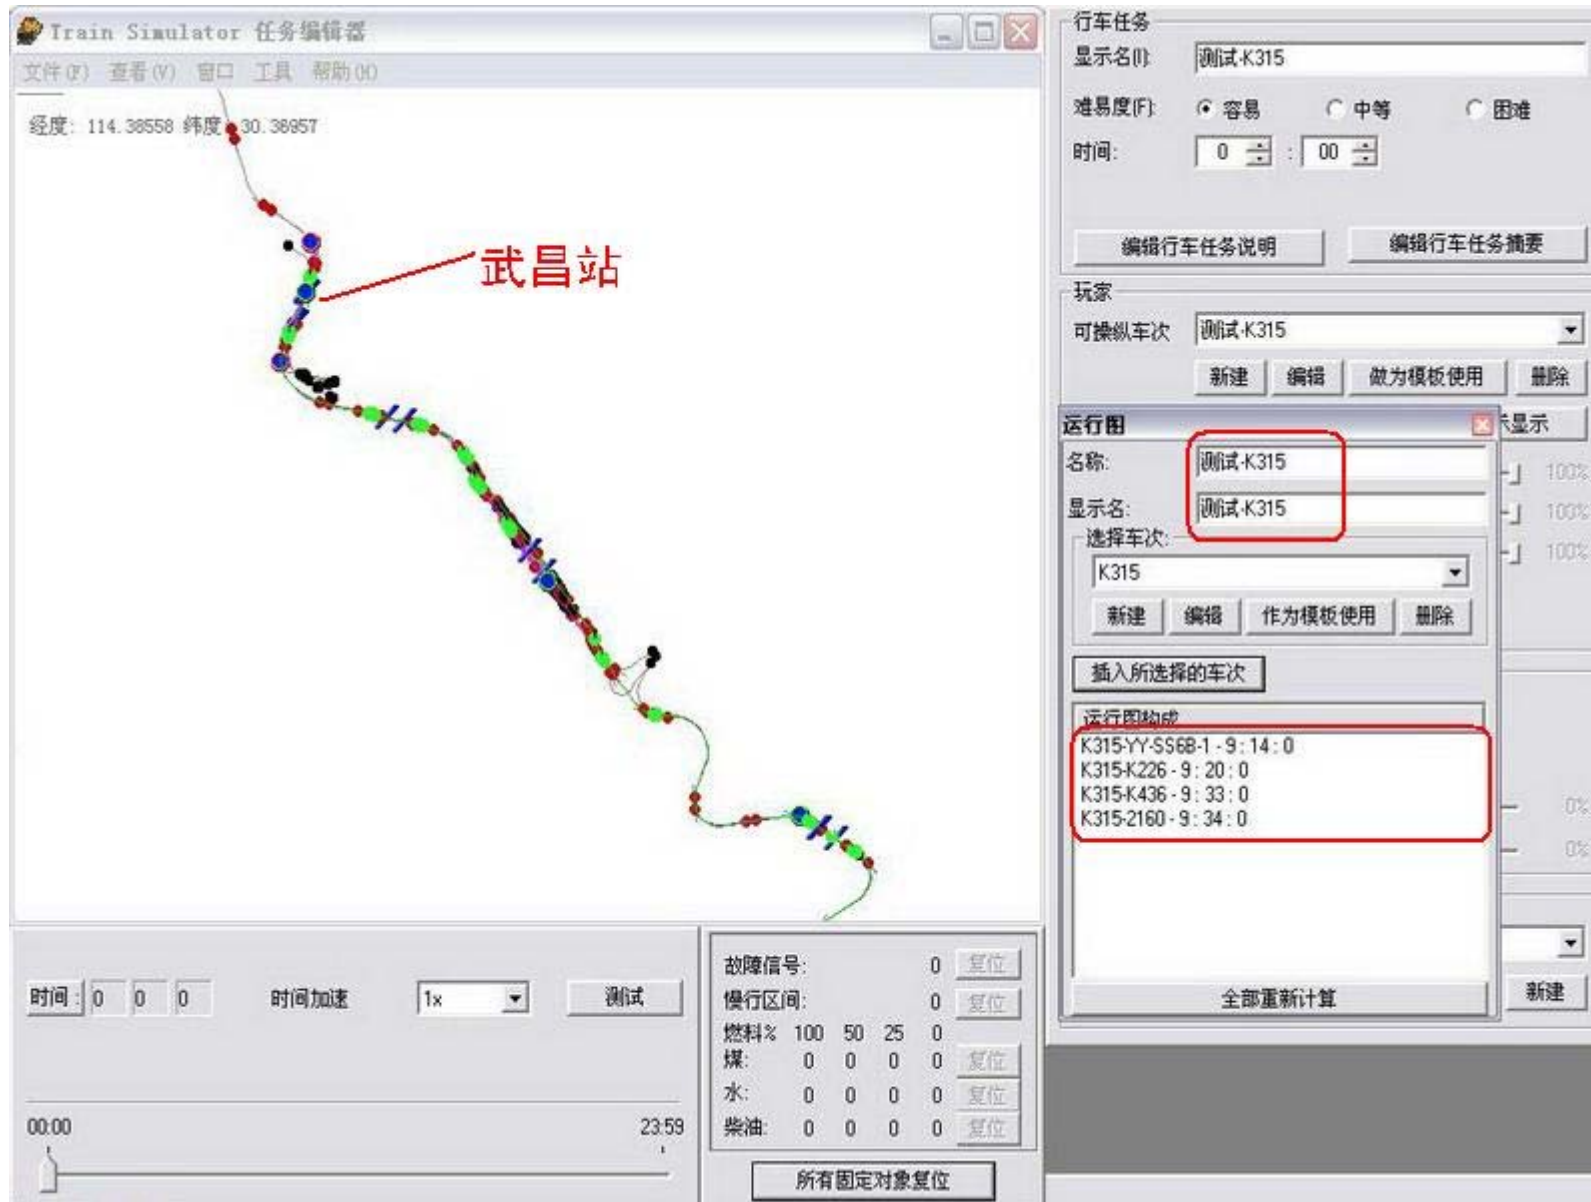 Train Simulator 任务编辑器
文件(F) 查看(V) 窗口 工具 帮助(H)
经度: 114.38558 纬度: 30.36957
武昌站
时间: 0 0 0 时间加速 1x 测试
00:00 23:59
故障信号: 0 复位
慢行区间: 0 复位
燃料% 100 50 25 0
煤: 0 0 0 0 复位
水: 0 0 0 0 复位
柴油: 0 0 0 0 复位
所有固定对象复位
行车任务
显示名(I): 测试-K315
难易度(F): 容易 中等 困难
时间: 0 : 00
编辑行车任务说明 编辑行车任务摘要
玩家
可操纵车次 测试-K315
新建 编辑 做为模板使用 删除
运行图
示显示
名称: 测试-K315
100%
显示名: 测试-K315
100%
选择车次:
100%
K315
新建 编辑 作为模板使用 删除
插入所选择的车次
运行图构成
K315-YY-SS6B-1 - 9 : 14 : 0
K315-K226 - 9 : 20 : 0
K315-K436 - 9 : 33 : 0
K315-2160 - 9 : 34 : 0
0%
0%
全部重新计算
新建